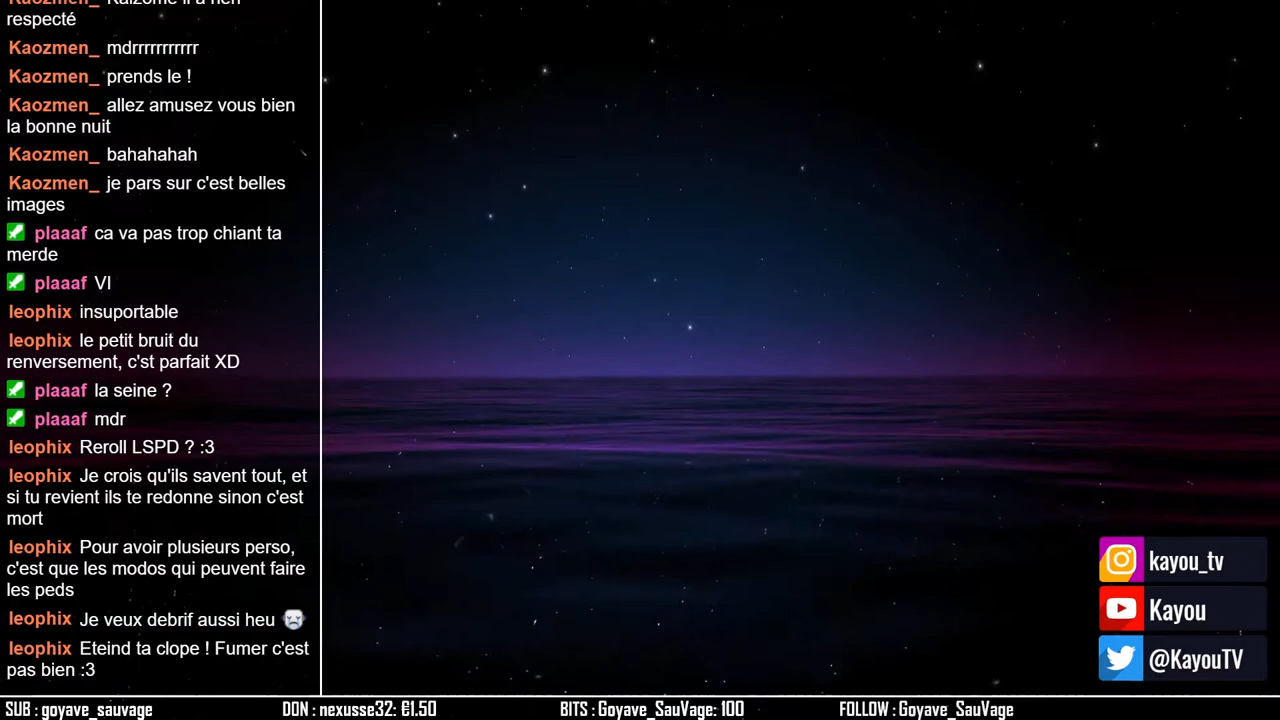 Kaozmen_ Kaizome il a rien
respecté
Kaozmen_ mdrrrrrrrrrr
Kaozmen_ prends le !
Kaozmen_ allez amusez vous bien
la bonne nuit
Kaozmen_ bahahahah
Kaozmen_ je pars sur c'est belles
images
plaaaf ca va pas trop chiant ta
merde
plaaaf VI
leophix insuportable
leophix le petit bruit du
renversement, c'est parfait XD
plaaaf la seine ?
plaaaf mdr
leophix Reroll LSPD ? :3
leophix Je crois qu'ils savent tout, et
si tu revient ils te redonne sinon c'est
mort
leophix Pour avoir plusieurs perso,
c'est que les modos qui peuvent faire
les peds
leophix Je veux debrif aussi heu
leophix Eteind ta clope ! Fumer c'est
pas bien :3
kayou_tv
Kayou
@KayouTV
SUB : goyave_sauvage
DON : nexusse32: €1.50
BITS : Goyave_SauVage: 100
FOLLOW : Goyave_SauVage